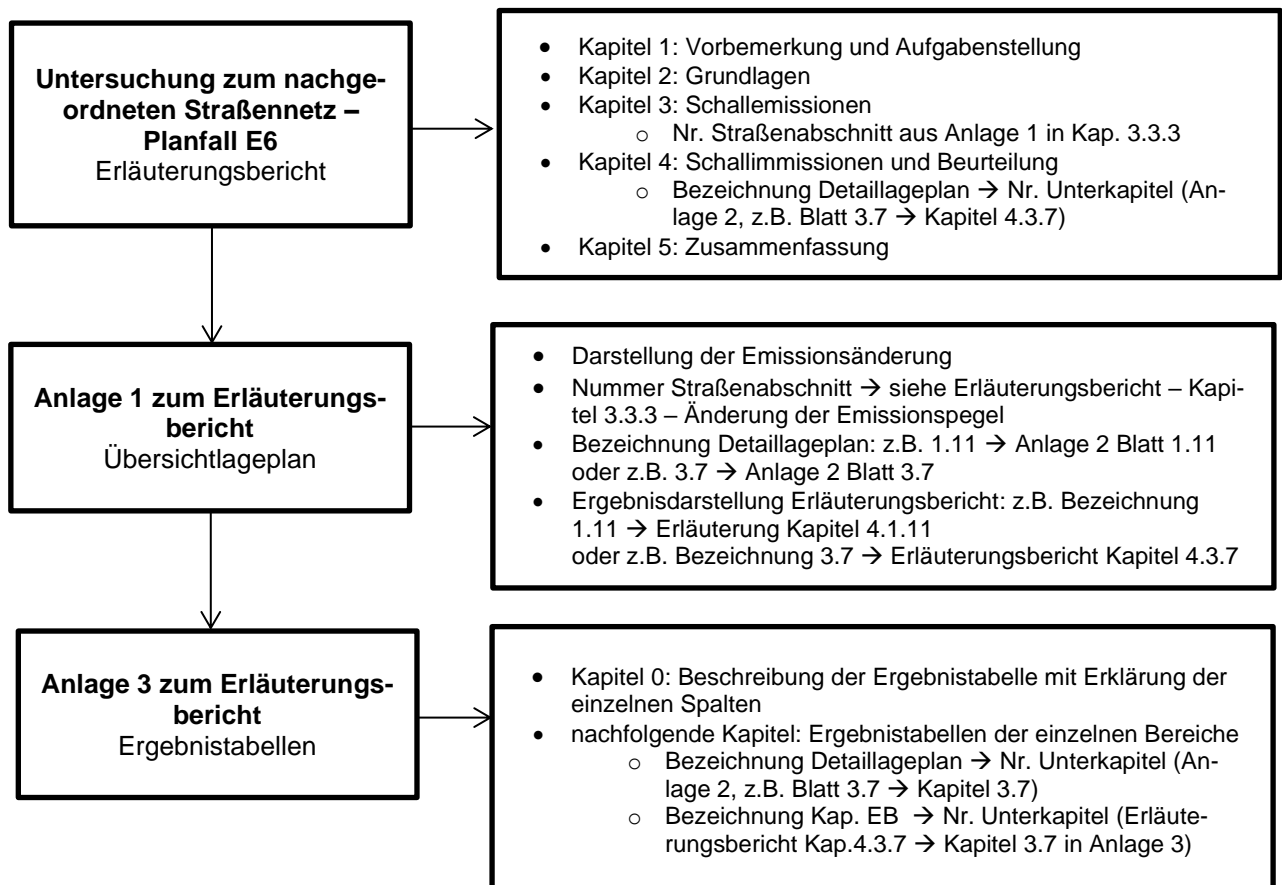 Untersuchung zum nachge-
ordneten Straßennetz –
Planfall E6
Erläuterungsbericht
• Kapitel 1: Vorbemerkung und Aufgabenstellung
• Kapitel 2: Grundlagen
• Kapitel 3: Schallemissionen
o Nr. Straßenabschnitt aus Anlage 1 in Kap. 3.3.3
• Kapitel 4: Schallimmissionen und Beurteilung
o Bezeichnung Detaillageplan → Nr. Unterkapitel (An-
lage 2, z.B. Blatt 3.7 → Kapitel 4.3.7)
• Kapitel 5: Zusammenfassung
Anlage 1 zum Erläuterungs-
bericht
Übersichtlageplan
• Darstellung der Emissionsänderung
• Nummer Straßenabschnitt → siehe Erläuterungsbericht – Kapi-
tel 3.3.3 – Änderung der Emissionspegel
• Bezeichnung Detaillageplan: z.B. 1.11 → Anlage 2 Blatt 1.11
oder z.B. 3.7 → Anlage 2 Blatt 3.7
• Ergebnisdarstellung Erläuterungsbericht: z.B. Bezeichnung
1.11 → Erläuterung Kapitel 4.1.11
oder z.B. Bezeichnung 3.7 → Erläuterungsbericht Kapitel 4.3.7
Anlage 3 zum Erläuterungs-
bericht
Ergebnistabellen
• Kapitel 0: Beschreibung der Ergebnistabelle mit Erklärung der
einzelnen Spalten
• nachfolgende Kapitel: Ergebnistabellen der einzelnen Bereiche
o Bezeichnung Detaillageplan → Nr. Unterkapitel (An-
lage 2, z.B. Blatt 3.7 → Kapitel 3.7)
o Bezeichnung Kap. EB → Nr. Unterkapitel (Erläute-
rungsbericht Kap.4.3.7 → Kapitel 3.7 in Anlage 3)